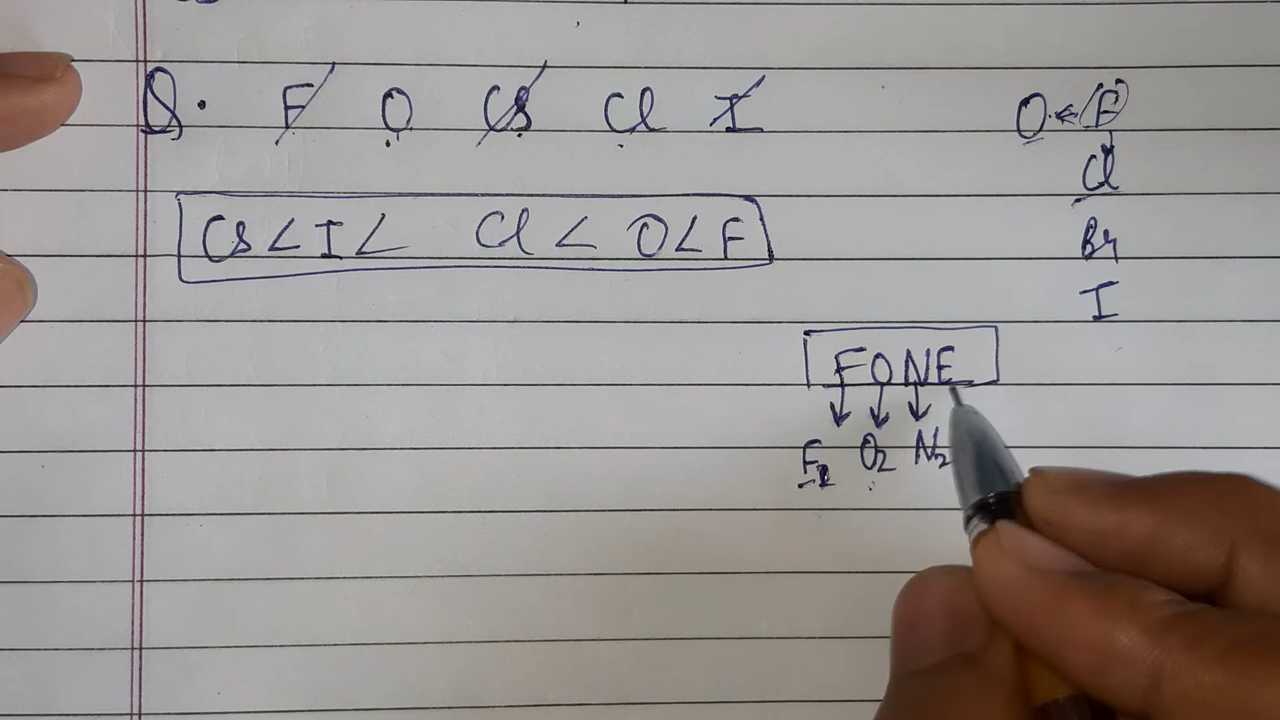 Q. F O Cs Cl I
O ← F
Cl
Cs < I < Cl < O < F
Br
I
FONE
F2 O2 N2